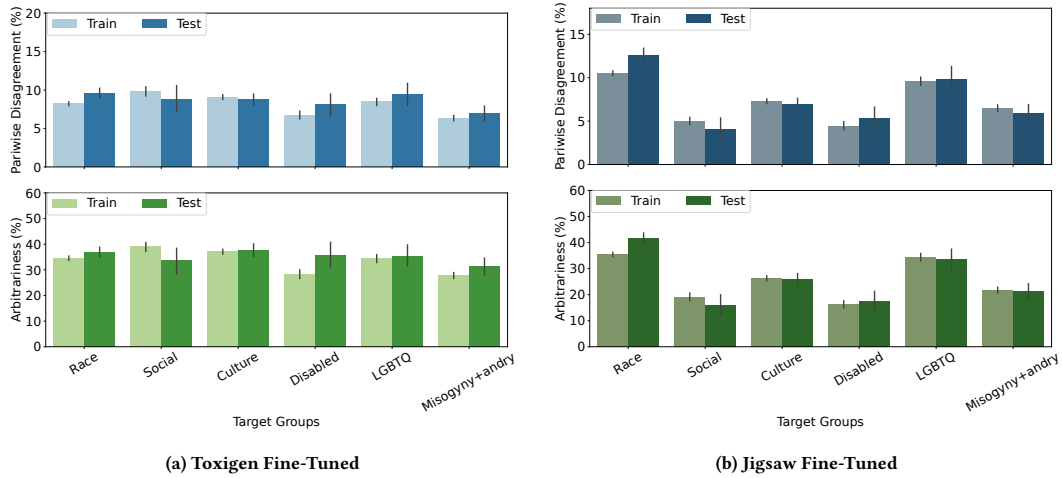 20
15
10
5
0
Pariwise Disagreement (%)
Train Test
60
50
40
30
20
10
0
Arbitrariness (%)
Train Test
Race Social Culture Disabled LGBTQ Misogyny+andry
Target Groups
(a) Toxigen Fine-Tuned
15
10
5
0
Pariwise Disagreement (%)
Train Test
60
50
40
30
20
10
0
Arbitrariness (%)
Train Test
Race Social Culture Disabled LGBTQ Misogyny+andry
Target Groups
(b) Jigsaw Fine-Tuned